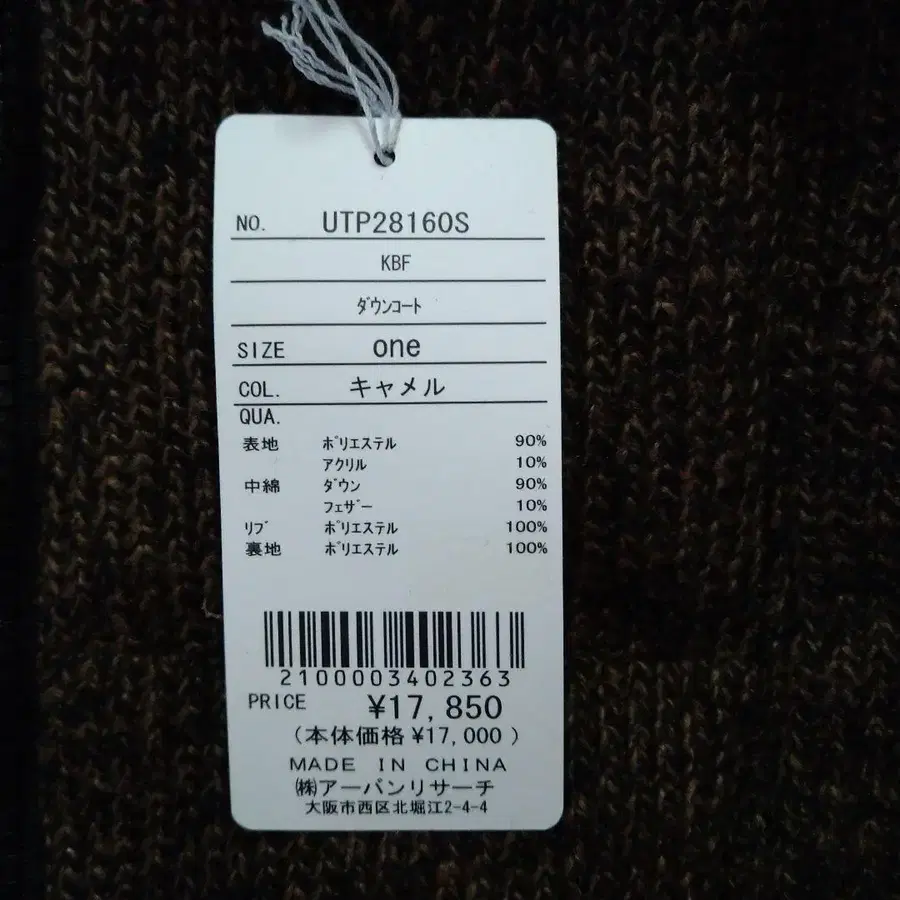 NO. UTP28160S
KBF
ﾀﾞｳﾝｺｰﾄ
SIZE one
COL. キャメル
QUA.
表地 ﾎﾟﾘｴｽﾃﾙ 90%
ｱｸﾘﾙ 10%
中綿 ﾀﾞｳﾝ 90%
ﾌｪｻﾞｰ 10%
ﾘﾌﾞ ﾎﾟﾘｴｽﾃﾙ 100%
裏地 ﾎﾟﾘｴｽﾃﾙ 100%
2100003402363
PRICE ¥17,850
(本体価格¥17,000)
MADE IN CHINA
㈱アーバンリサーチ
大阪市西区北堀江2-4-4